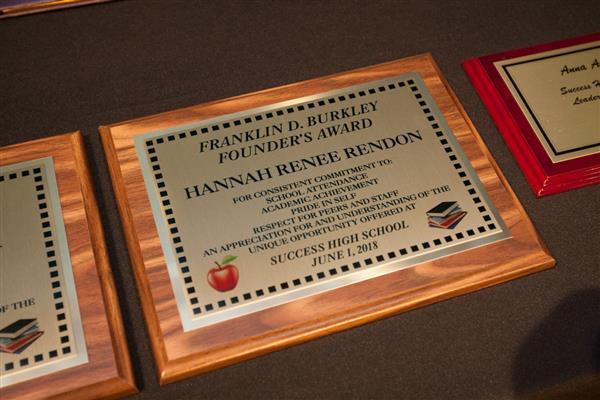 FRANKLIN D. BURKLEY
FOUNDER'S AWARD
HANNAH RENEE RENDON
FOR CONSISTENT COMMITMENT TO:
SCHOOL ATTENDANCE
ACADEMIC ACHIEVEMENT
PRIDE IN SELF
RESPECT FOR PEERS AND STAFF
AN APPRECIATION FOR AND UNDERSTANDING OF THE
UNIQUE OPPORTUNITY OFFERED AT
SUCCESS HIGH SCHOOL
JUNE 1, 2018
OF THE
Anna A
Success H
Leader